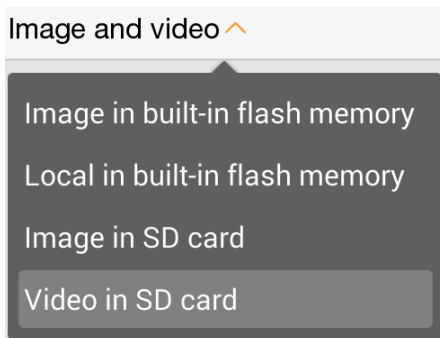 Image and video
Image in built-in flash memory
Local in built-in flash memory
Image in SD card
Video in SD card